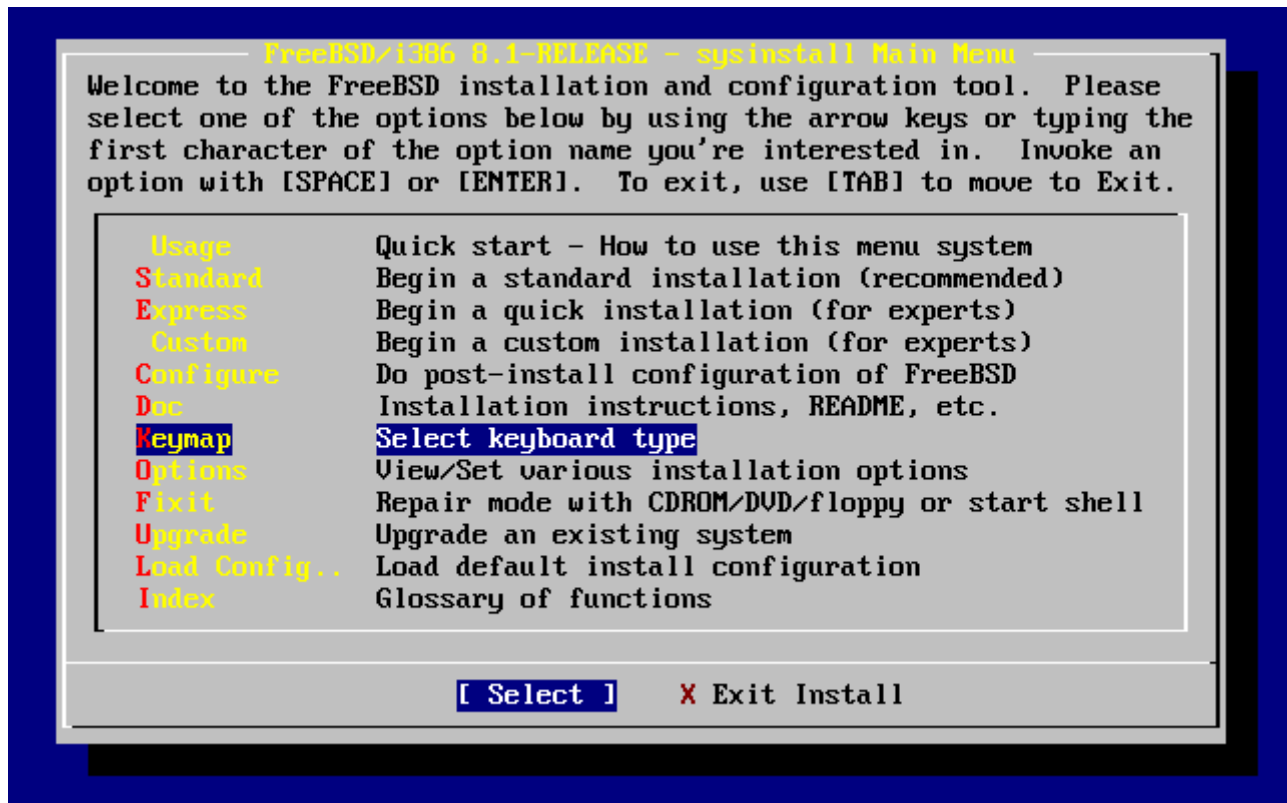 FreeBSD/i386 8.1-RELEASE - sysinstall Main Menu
Welcome to the FreeBSD installation and configuration tool.  Please
select one of the options below by using the arrow keys or typing the
first character of the option name you're interested in.  Invoke an
option with [SPACE] or [ENTER].  To exit, use [TAB] to move to Exit.
Usage Quick start - How to use this menu system
Standard Begin a standard installation (recommended)
Express Begin a quick installation (for experts)
Custom Begin a custom installation (for experts)
Configure Do post-install configuration of FreeBSD
Doc Installation instructions, README, etc.
Keymap Select keyboard type
Options View/Set various installation options
Fixit Repair mode with CDROM/DVD/floppy or start shell
Upgrade Upgrade an existing system
Load Config.. Load default install configuration
Index Glossary of functions
[ Select ] X Exit Install